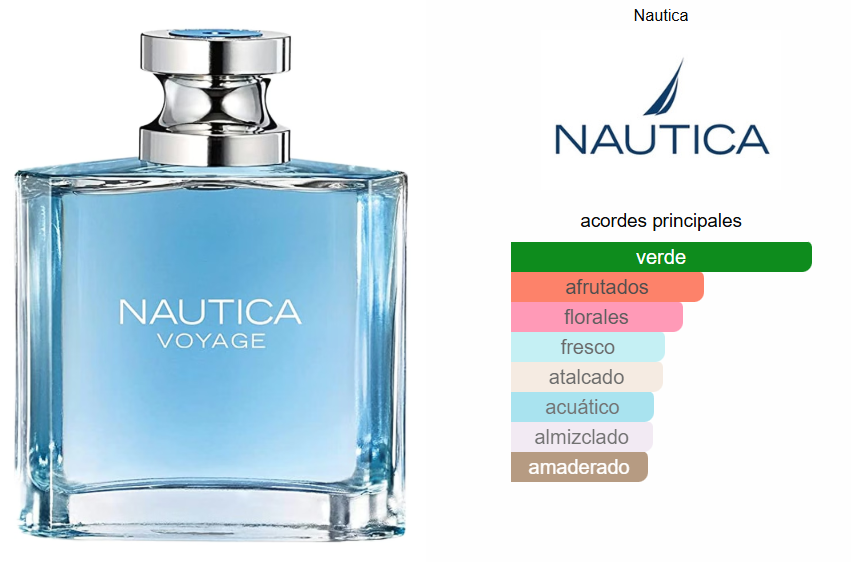 Nautica
NAUTICA
acordes principales
verde
afrutados
florales
fresco
atalcado
acuático
almizclado
amaderado
NAUTICA
VOYAGE